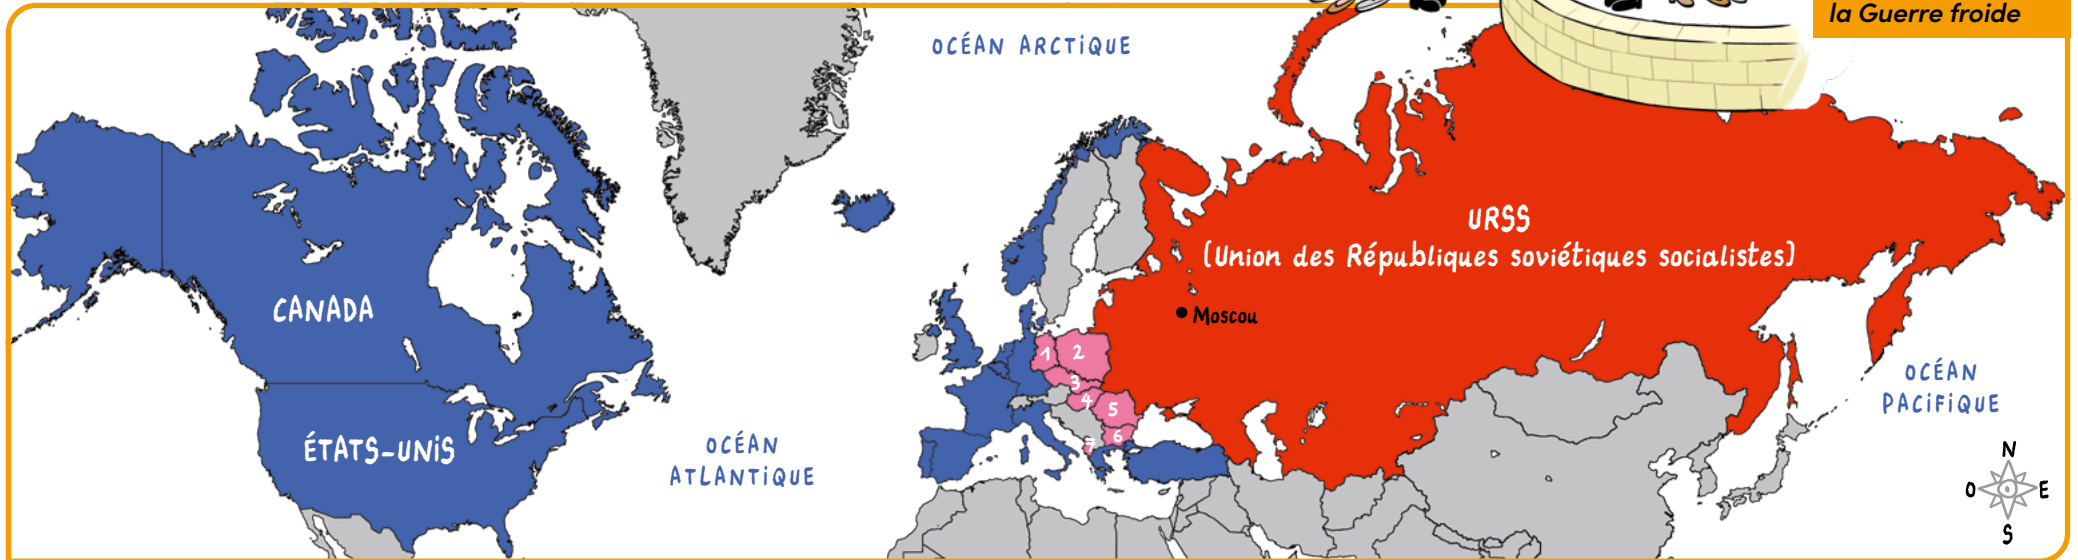 la Guerre froide
OCÉAN ARCTIQUE
URSS
(Union des Républiques soviétiques socialistes)
CANADA
Moscou
1
2
3
4
5
6
7
OCÉAN
PACIFIQUE
ÉTATS-UNIS
OCÉAN
ATLANTIQUE
N
O
E
S